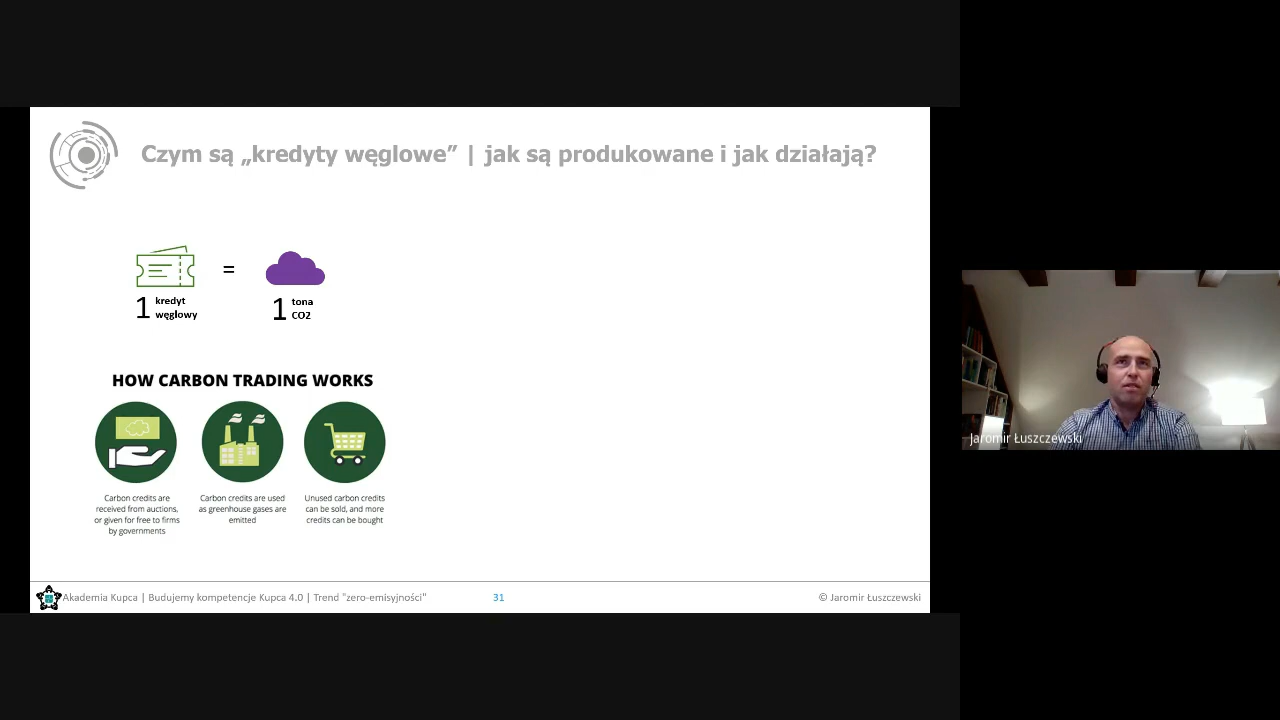 Czym są „kredyty węglowe” | jak są produkowane i jak działają?
=
1 kredyt węglowy
1 tona CO2
HOW CARBON TRADING WORKS
Carbon credits are
received from auctions,
or given for free to firms
by governments
Carbon credits are used
as greenhouse gases are
emitted
Unused carbon credits
can be sold, and more
credits can be bought
Akademia Kupca | Budujemy kompetencje Kupca 4.0 | Trend "zero-emisyjności"
31
© Jaromir Łuszczewski
Jaromir Łuszczewski